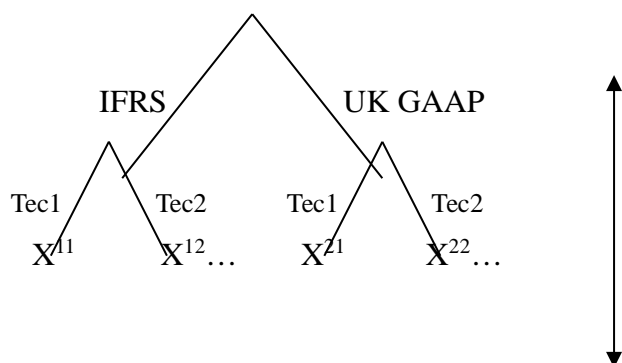 IFRS UK GAAP
Tec1 Tec2 Tec1 Tec2
X¹¹ X¹²… X²¹ X²²…